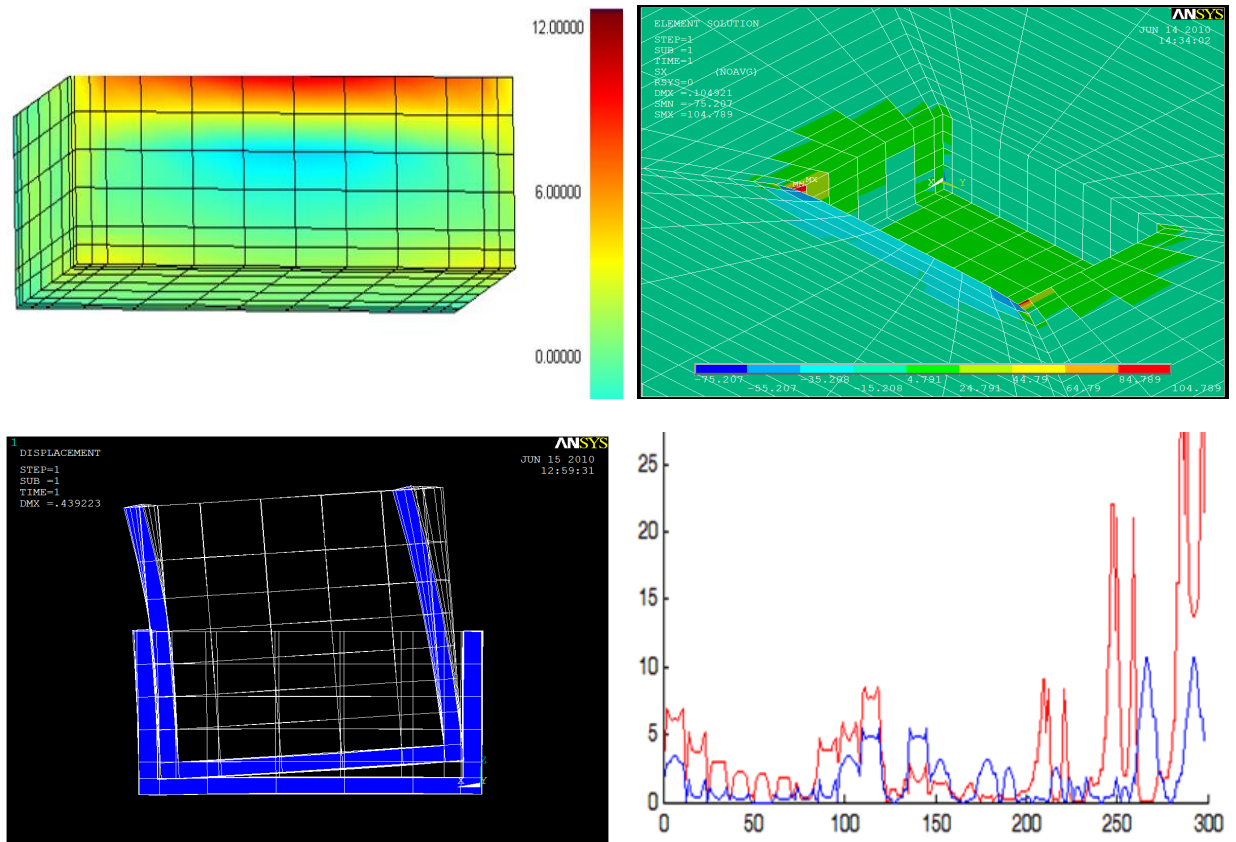 12.00000
6.00000
0.00000
ANSYS
ELEMENT SOLUTION
JUN 14 2010
14:34:02
STEP=1
SUB =1
TIME=1
SX (NOAVG)
RSYS=0
DMX =.104921
SMN =-75.207
SMX =104.789
MN MX
X Y
-75.207 -35.208 4.791 44.79 84.789
-55.207 -15.208 24.791 64.79 104.789
1
ANSYS
DISPLACEMENT
JUN 15 2010
12:59:31
STEP=1
SUB =1
TIME=1
DMX =.439223
Z
X Y
25
20
15
10
5
0
0 50 100 150 200 250 300